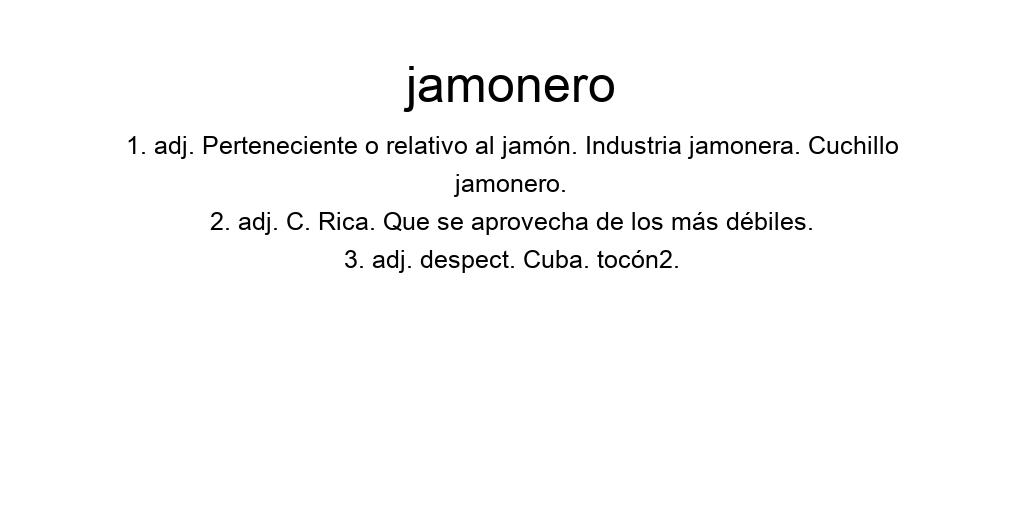 jamonero
1. adj. Perteneciente o relativo al jamón. Industria jamonera. Cuchillo
jamonero.
2. adj. C. Rica. Que se aprovecha de los más débiles.
3. adj. despect. Cuba. tocón2.